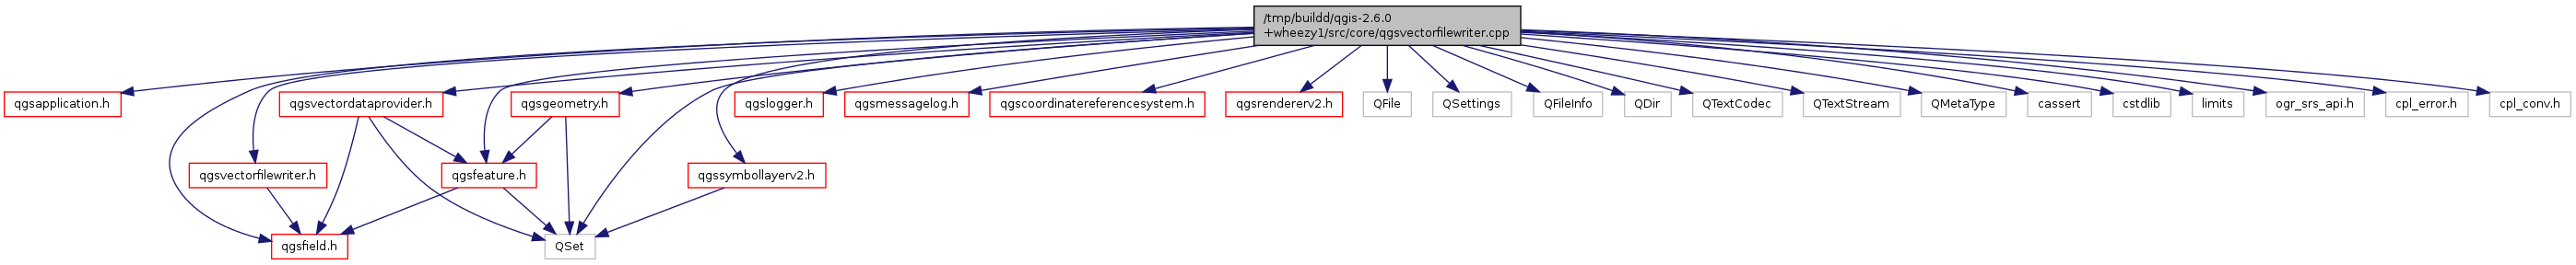 /tmp/buildd/qgis-2.6.0
+wheezy1/src/core/qgsvectorfilewriter.cpp
qgsapplication.h
qgsvectordataprovider.h
qgsgeometry.h
qgslogger.h
qgsmessagelog.h
qgscoordinatereferencesystem.h
qgsrendererv2.h
QFile
QSettings
QFileInfo
QDir
QTextCodec
QTextStream
QMetaType
cassert
cstdlib
limits
ogr_srs_api.h
cpl_error.h
cpl_conv.h
qgsvectorfilewriter.h
qgsfeature.h
qgssymbollayerv2.h
qgsfield.h
QSet